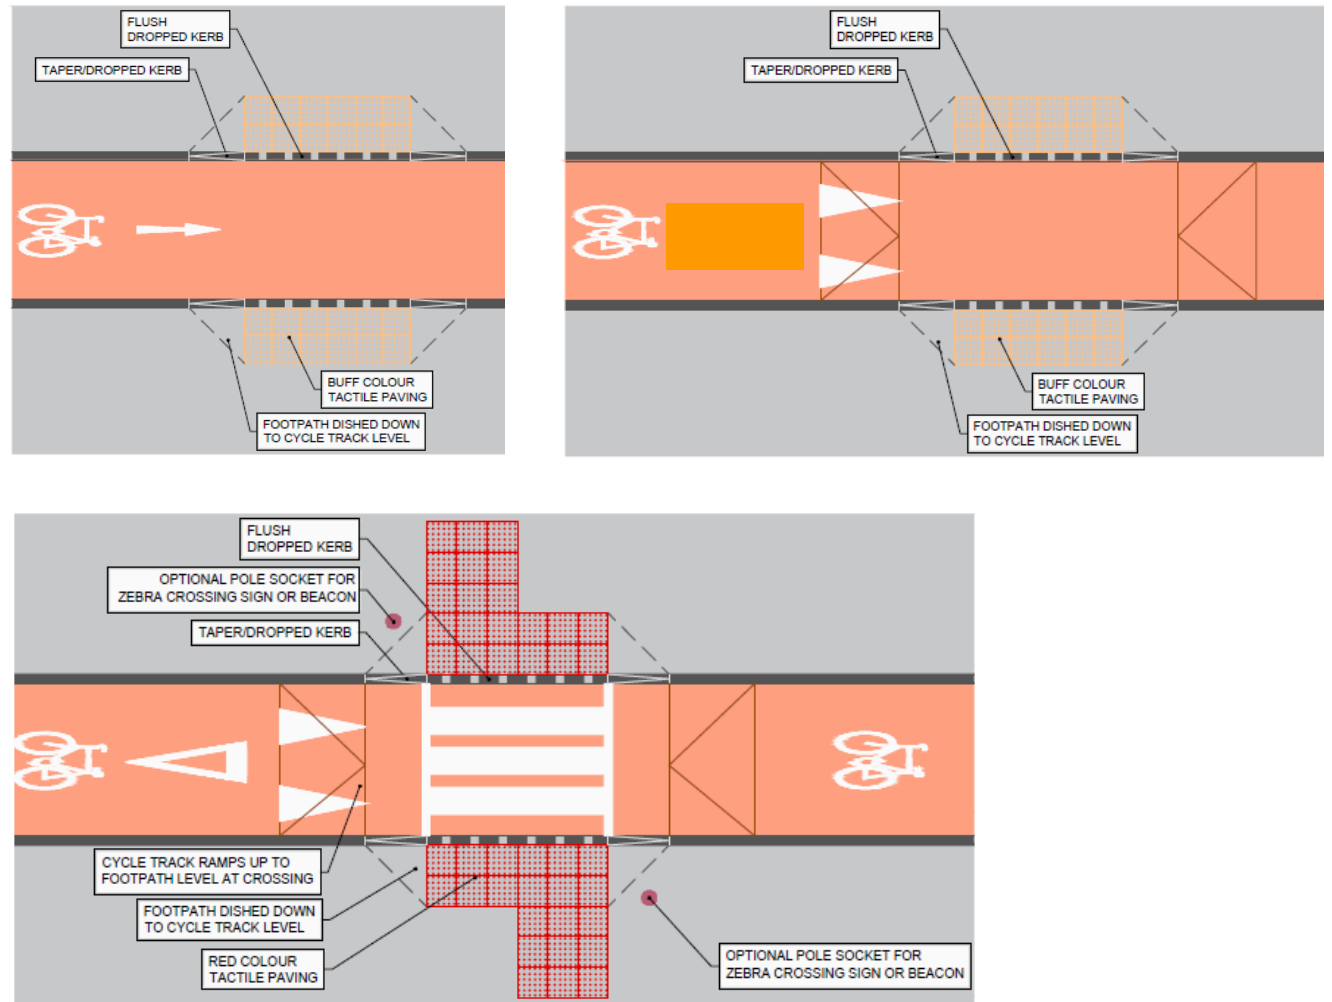 FLUSH
DROPPED KERB
TAPER/DROPPED KERB
BUFF COLOUR
TACTILE PAVING
FOOTPATH DISHED DOWN
TO CYCLE TRACK LEVEL
FLUSH
DROPPED KERB
TAPER/DROPPED KERB
BUFF COLOUR
TACTILE PAVING
FOOTPATH DISHED DOWN
TO CYCLE TRACK LEVEL
FLUSH
DROPPED KERB
OPTIONAL POLE SOCKET FOR
ZEBRA CROSSING SIGN OR BEACON
TAPER/DROPPED KERB
CYCLE TRACK RAMPS UP TO
FOOTPATH LEVEL AT CROSSING
FOOTPATH DISHED DOWN
TO CYCLE TRACK LEVEL
RED COLOUR
TACTILE PAVING
OPTIONAL POLE SOCKET FOR
ZEBRA CROSSING SIGN OR BEACON